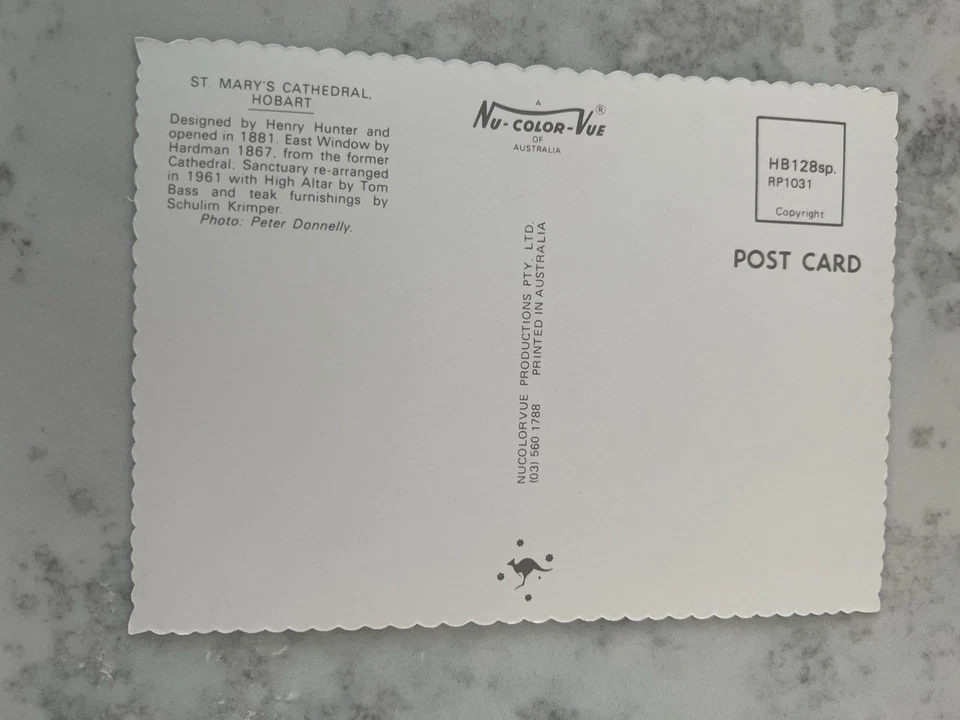 ST. MARY'S CATHEDRAL,
HOBART
Designed by Henry Hunter and
opened in 1881. East Window by
Hardman 1867, from the former
Cathedral; Sanctuary re-arranged
in 1961 with High Altar by Tom
Bass and teak furnishings by
Schulim Krimper.
Photo: Peter Donnelly.
A
NU-COLOR-VUE ®
OF
AUSTRALIA
NUCOLORVUE PRODUCTIONS PTY. LTD.
(03) 560 1788 PRINTED IN AUSTRALIA
HB128sp.
RP1031
Copyright
POST CARD